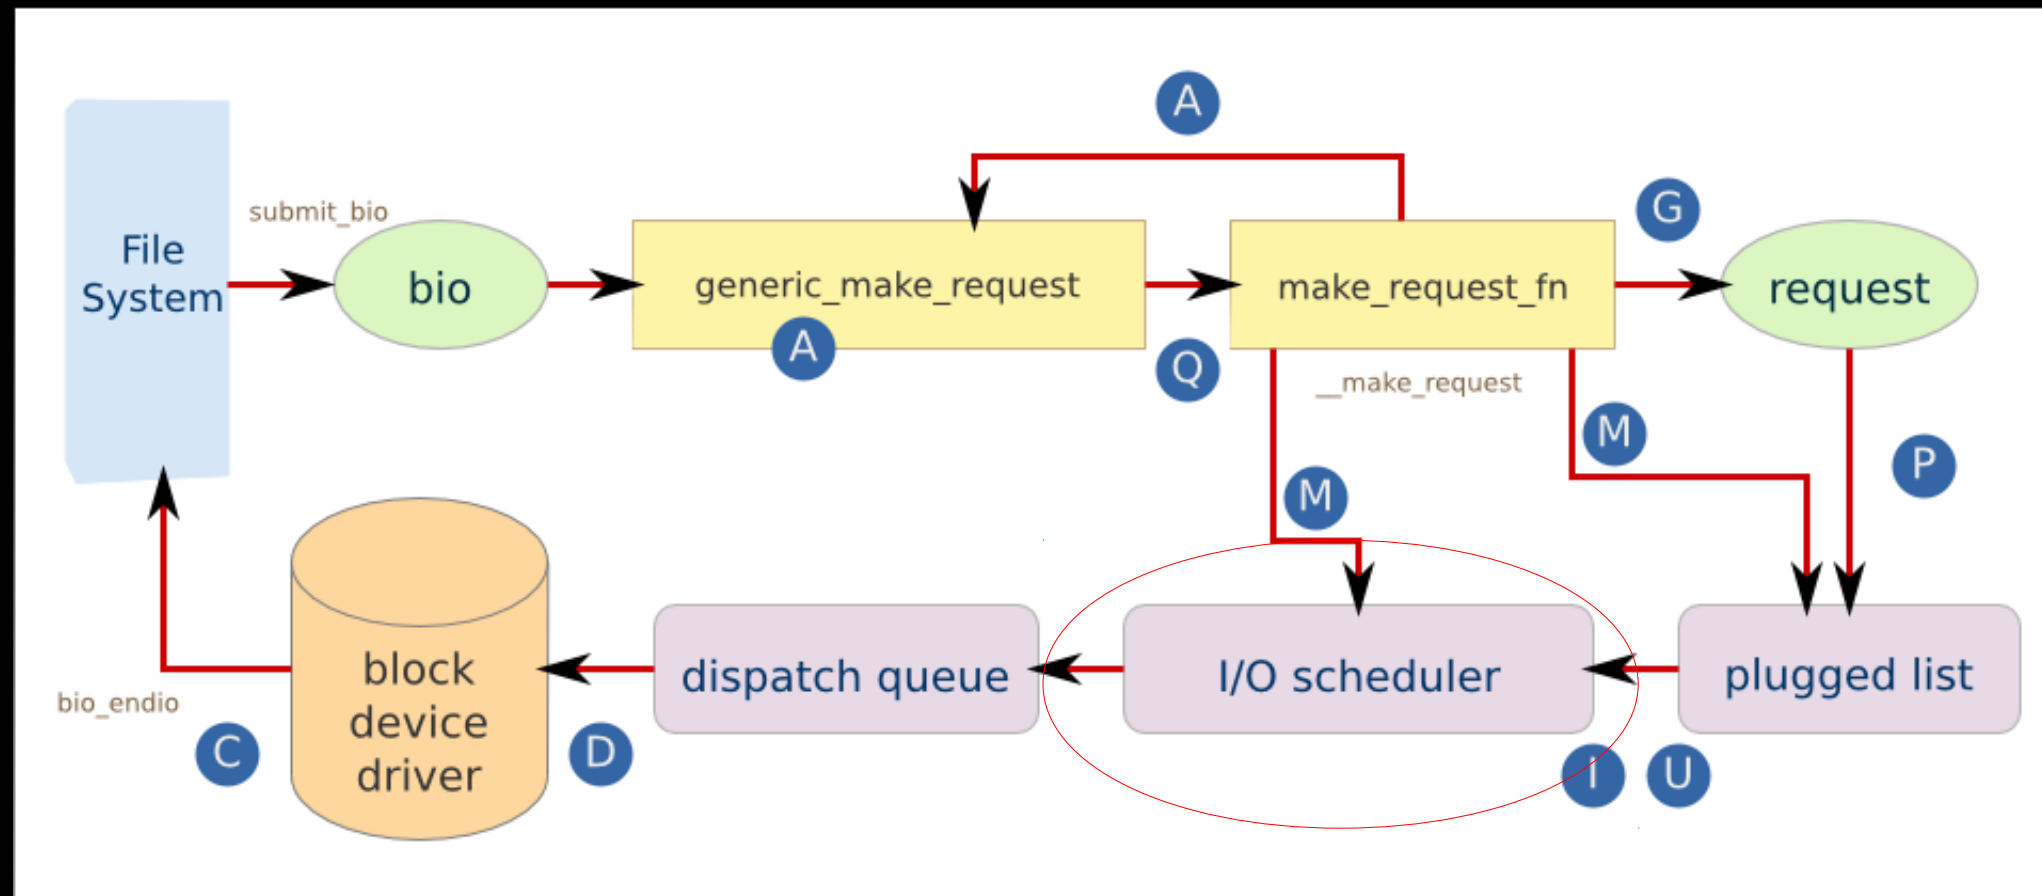 A
G
submit_bio
File
System
bio
generic_make_request
make_request_fn
request
A
Q
__make_request
M
P
M
block
device
driver
dispatch queue
I/O scheduler
plugged list
bio_endio
C
D
I
U